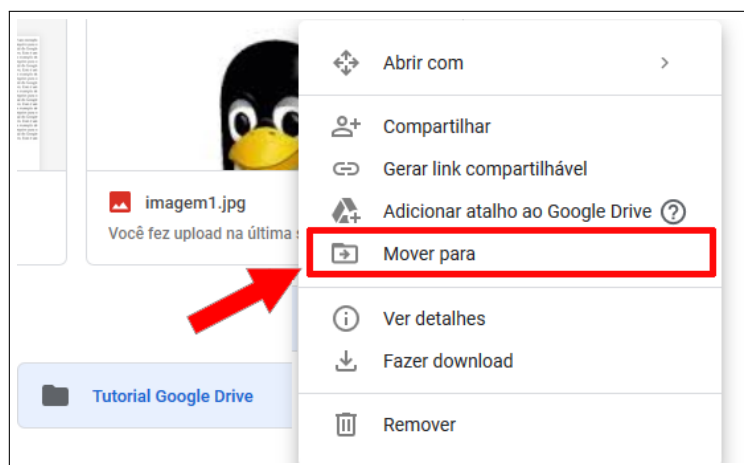 Abrir com
Compartilhar
Gerar link compartilhável
Adicionar atalho ao Google Drive
Mover para
Ver detalhes
Fazer download
Remover
imagem1.jpg
Você fez upload na última
Tutorial Google Drive